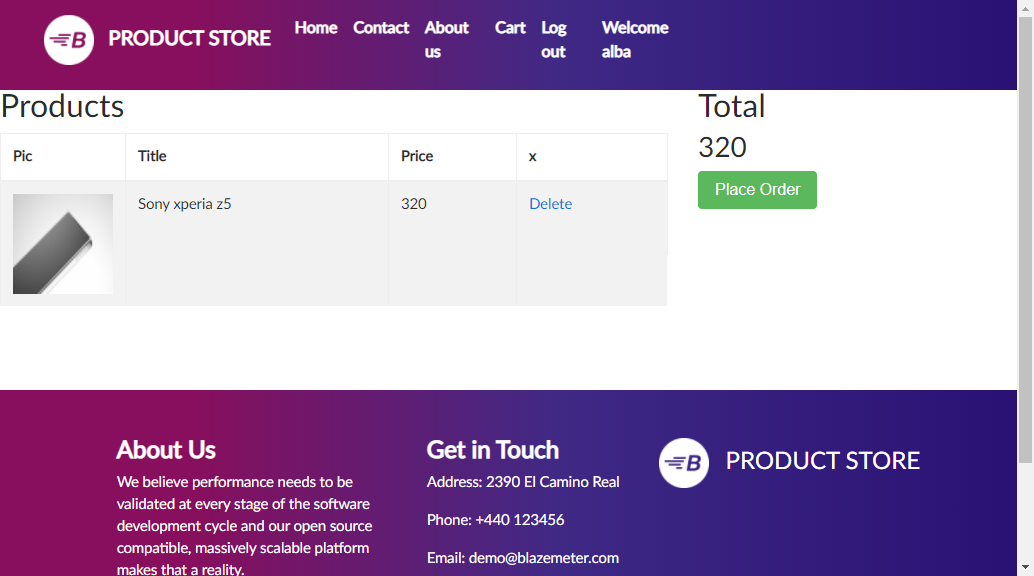 B PRODUCT STORE Home Contact About us Cart Log out Welcome alba
Products
Pic Title Price x
Sony xperia z5 320 Delete
Total
320
Place Order
About Us
We believe performance needs to be
validated at every stage of the software
development cycle and our open source
compatible, massively scalable platform
makes that a reality.
Get in Touch
Address: 2390 El Camino Real
Phone: +440 123456
Email: demo@blazemeter.com
B PRODUCT STORE